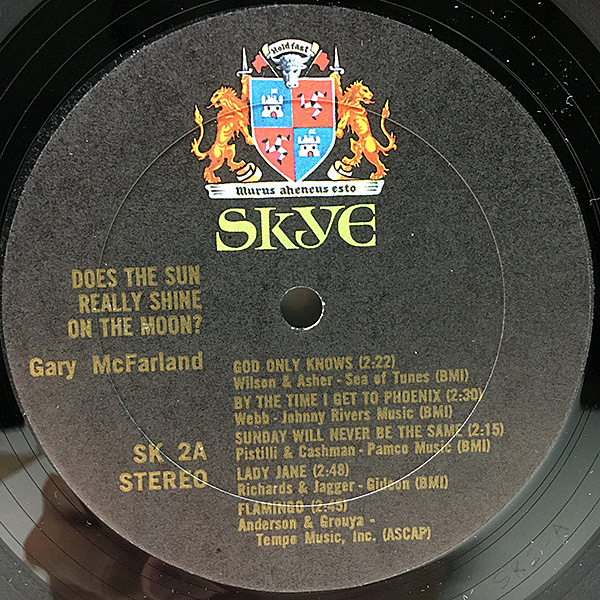 Hold fast
Murus aheneus esto
SKYE
DOES THE SUN
REALLY SHINE
ON THE MOON?
Gary McFarland
SK 2A
STEREO
GOD ONLY KNOWS (2:22)
Wilson & Asher - Sea of Tunes (BMI)
BY THE TIME I GET TO PHOENIX (2:30)
Webb - Johnny Rivers Music (BMI)
SUNDAY WILL NEVER BE THE SAME (2:15)
Pistilli & Cashman - Pamco Music (BMI)
LADY JANE (2:48)
Richards & Jagger - Gideon (BMI)
FLAMINGO (2:45)
Anderson & Grouya -
Tempo Music, Inc. (ASCAP)